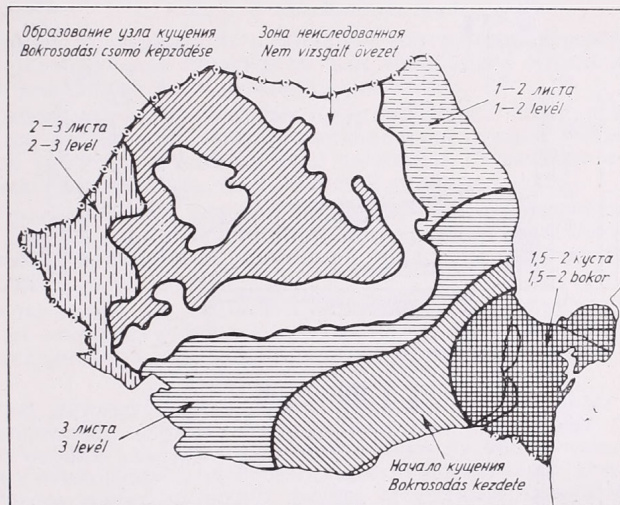 Образование узла кущения
Bokrosodási csomó képződése
Зона неиследованная
Nem vizsgált övezet
1–2 листа
1–2 levél
2–3 листа
2–3 levél
1,5–2 куста
1,5–2 bokor
3 листа
3 levél
Начало кущения
Bokrosodás kezdete